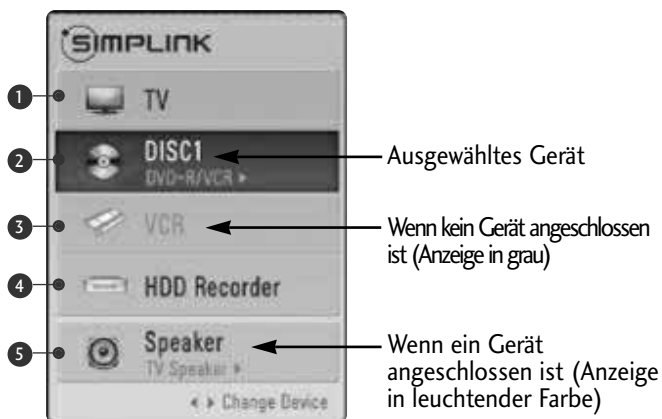 SIMPLINK
1 TV
2 DISC1 Ausgewähltes Gerät
DVD-R/VCR ▸
3 VCR Wenn kein Gerät angeschlossen
ist (Anzeige in grau)
4 HDD Recorder
5 Speaker Wenn ein Gerät
TV Speaker ▸ angeschlossen ist (Anzeige
in leuchtender Farbe)
◂ ▸ Change Device